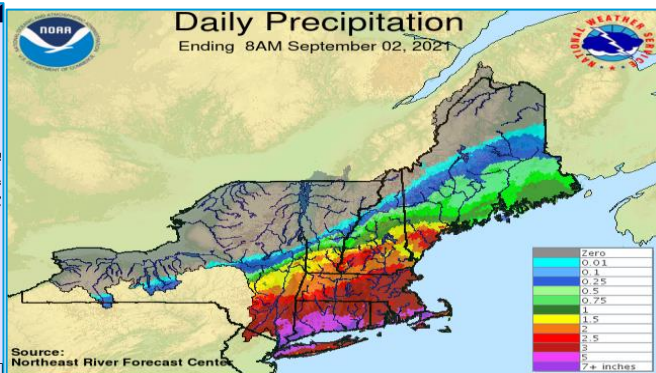 Daily Precipitation
Ending 8AM September 02, 2021
NOAA
NATIONAL WEATHER SERVICE
Zero
0.01
0.1
0.25
0.5
0.75
1
1.5
2
2.5
3
5
7+ inches
Source:
Northeast River Forecast Center